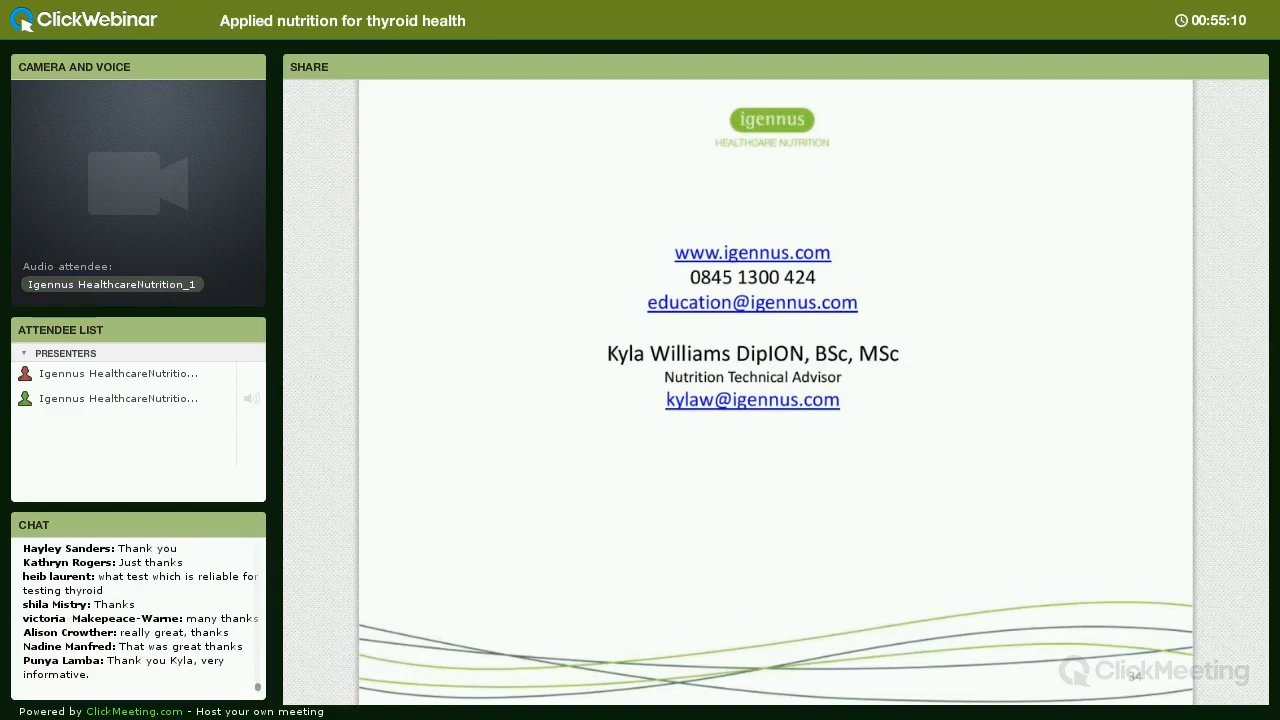 ClickWebinar
Applied nutrition for thyroid health
00:55:10
CAMERA AND VOICE
Audio attendee:
Igennus HealthcareNutrition_1
ATTENDEE LIST
PRESENTERS
Igennus HealthcareNutritio...
Igennus HealthcareNutritio...
CHAT
Hayley Sanders: Thank you
Kathryn Rogers: Just thanks
heib laurent: what test which is reliable for
testing thyroid
shila Mistry: Thanks
victoria Makepeace-Warne: many thanks
Alison Crowther: really great, thanks
Nadine Manfred: That was great thanks
Punya Lamba: Thank you Kyla, very
informative.
SHARE
igennus
HEALTHCARE NUTRITION
www.igennus.com
0845 1300 424
education@igennus.com
Kyla Williams DipION, BSc, MSc
Nutrition Technical Advisor
kylaw@igennus.com
34
ClickMeeting
Powered by ClickMeeting.com - Host your own meeting